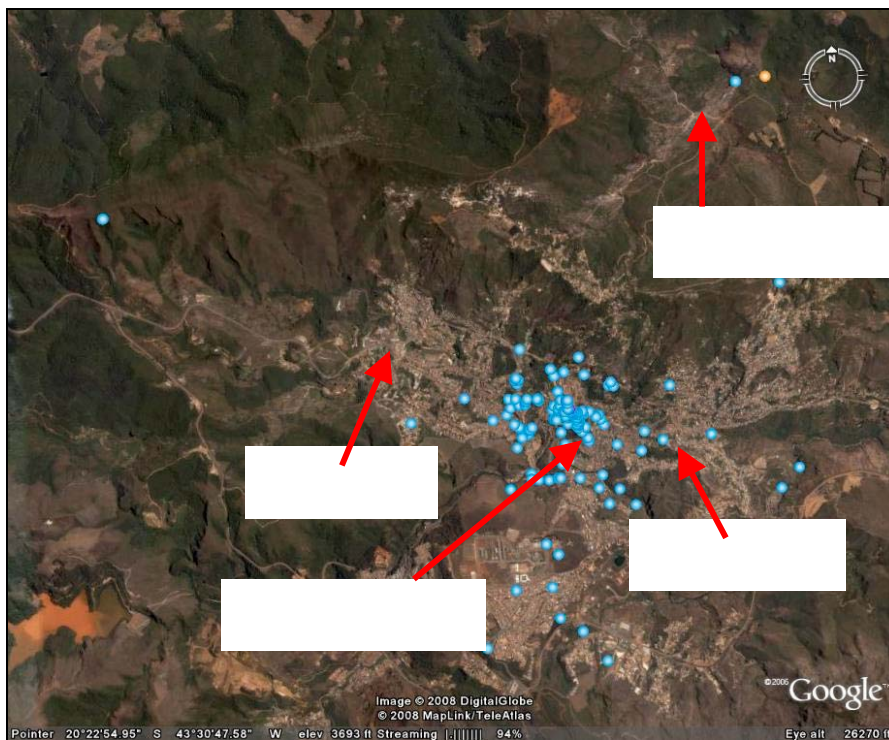 N
©2006 Google™
Image © 2008 DigitalGlobe
© 2008 MapLink/TeleAtlas
Pointer 20°22'54.95" S 43°30'47.58" W elev 3693 ft Streaming |.||||||| 94% Eye alt 26270 ft